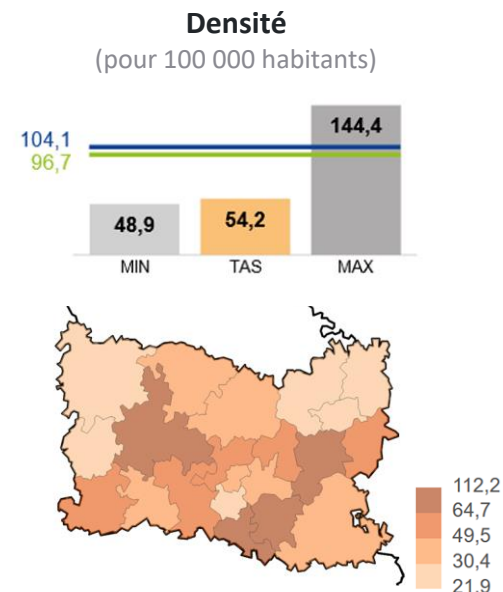 Densité
(pour 100 000 habitants)
144,4
104,1
96,7
48,9
54,2
MIN
TAS
MAX
112,2
64,7
49,5
30,4
21,9